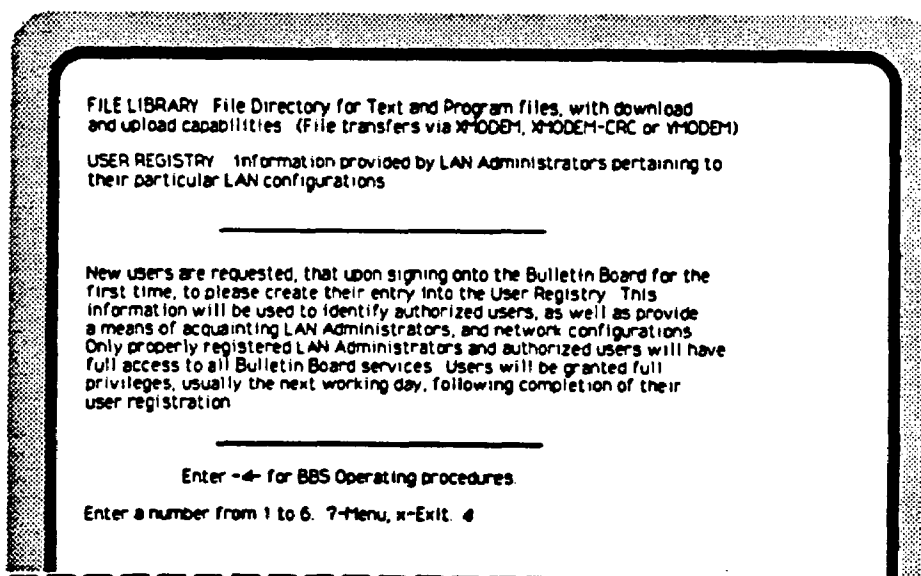 FILE LIBRARY File Directory for Text and Program files, with download
and upload capabilities (File transfers via XMODEM, XMODEM-CRC or YMODEM)
USER REGISTRY Information provided by LAN Administrators pertaining to
their particular LAN configurations
New users are requested, that upon signing onto the Bulletin Board for the
first time, to please create their entry into the User Registry This
information will be used to identify authorized users, as well as provide
a means of acquainting LAN Administrators, and network configurations
Only properly registered LAN Administrators and authorized users will have
full access to all Bulletin Board services Users will be granted full
privileges, usually the next working day, following completion of their
user registration
Enter -4- for BBS Operating procedures.
Enter a number from 1 to 6. ?-Menu, x-Exit. 4